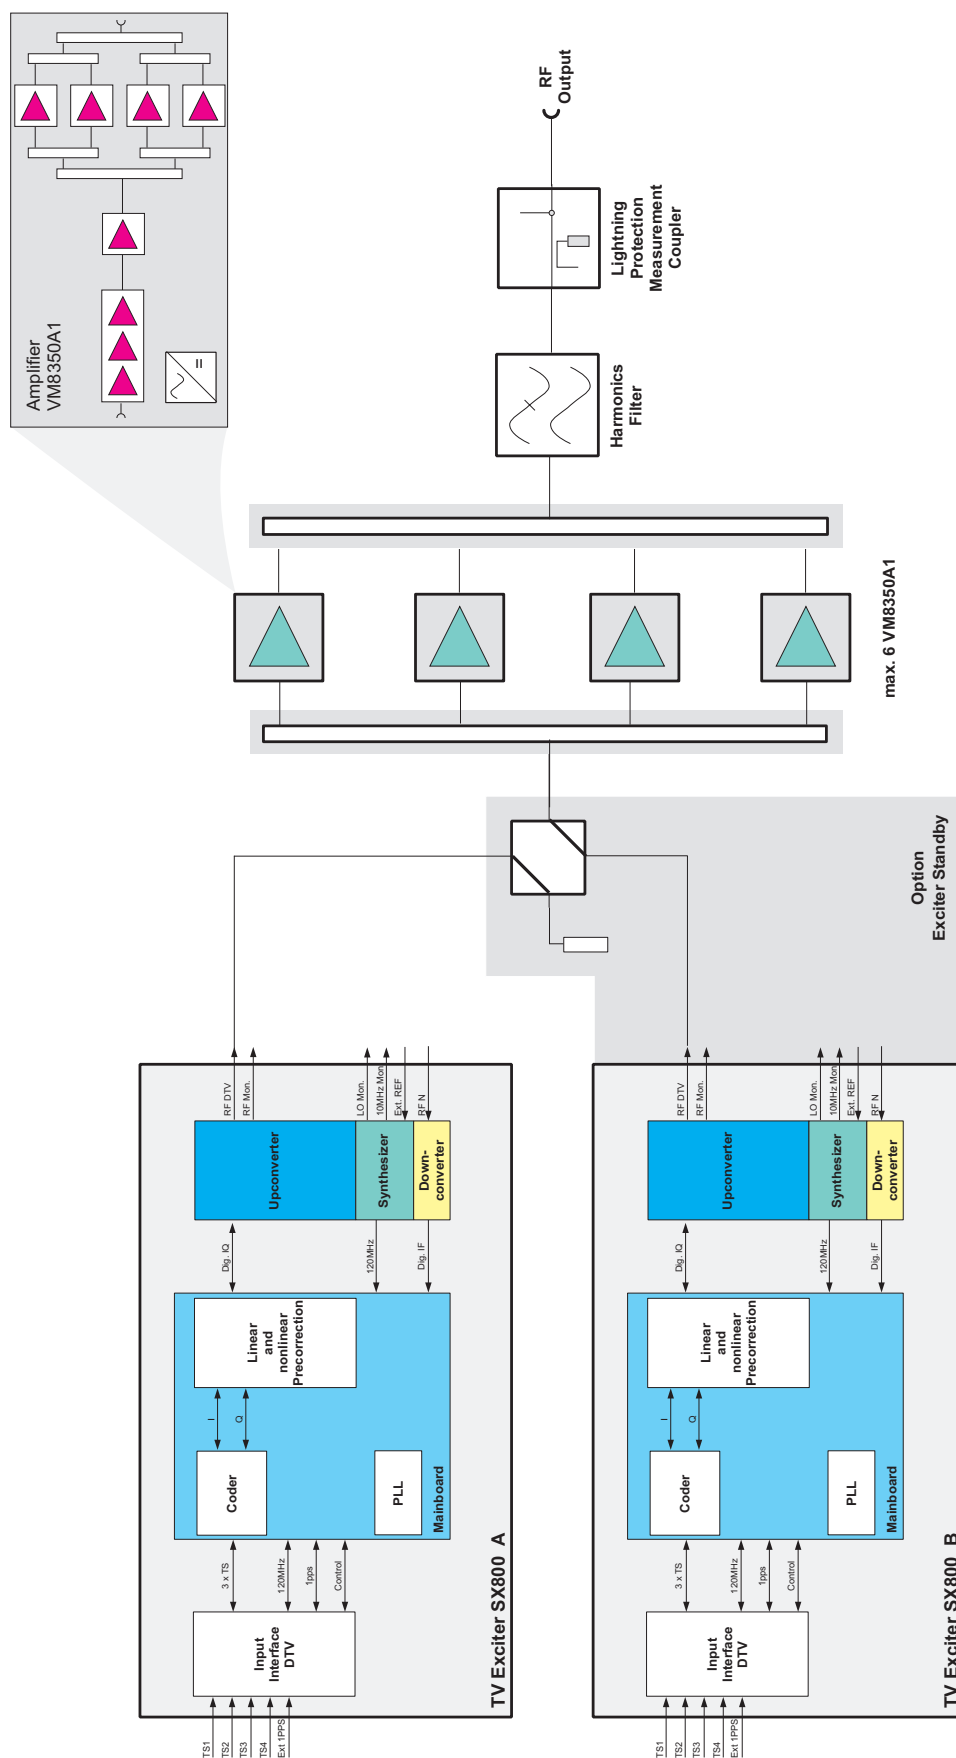 Amplifier
VM8350A1
=
RF
Output
Lightning
Protection
Measurement
Coupler
Harmonics
Filter
max. 6 VM8350A1
Option
Exciter Standby
TS1
TS2
TS3
TS4
Ext 1PPS
Input
Interface
DTV
3 x TS
120MHz
1pps
Control
Coder
PLL
Mainboard
I
Q
Linear
and
nonlinear
Precorrection
Dig. IQ
120MHz
Dig. IF
Upconverter
Synthesizer
Down-
converter
RF DTV
RF Mon.
LO Mon.
10MHz Mon
Ext. REF
RF N
TV Exciter SX800 A
TS1
TS2
TS3
TS4
Ext 1PPS
Input
Interface
DTV
3 x TS
120MHz
1pps
Control
Coder
PLL
Mainboard
I
Q
Linear
and
nonlinear
Precorrection
Dig. IQ
120MHz
Dig. IF
Upconverter
Synthesizer
Down-
converter
RF DTV
RF Mon.
LO Mon.
10MHz Mon
Ext. REF
RF N
TV Exciter SX800 B